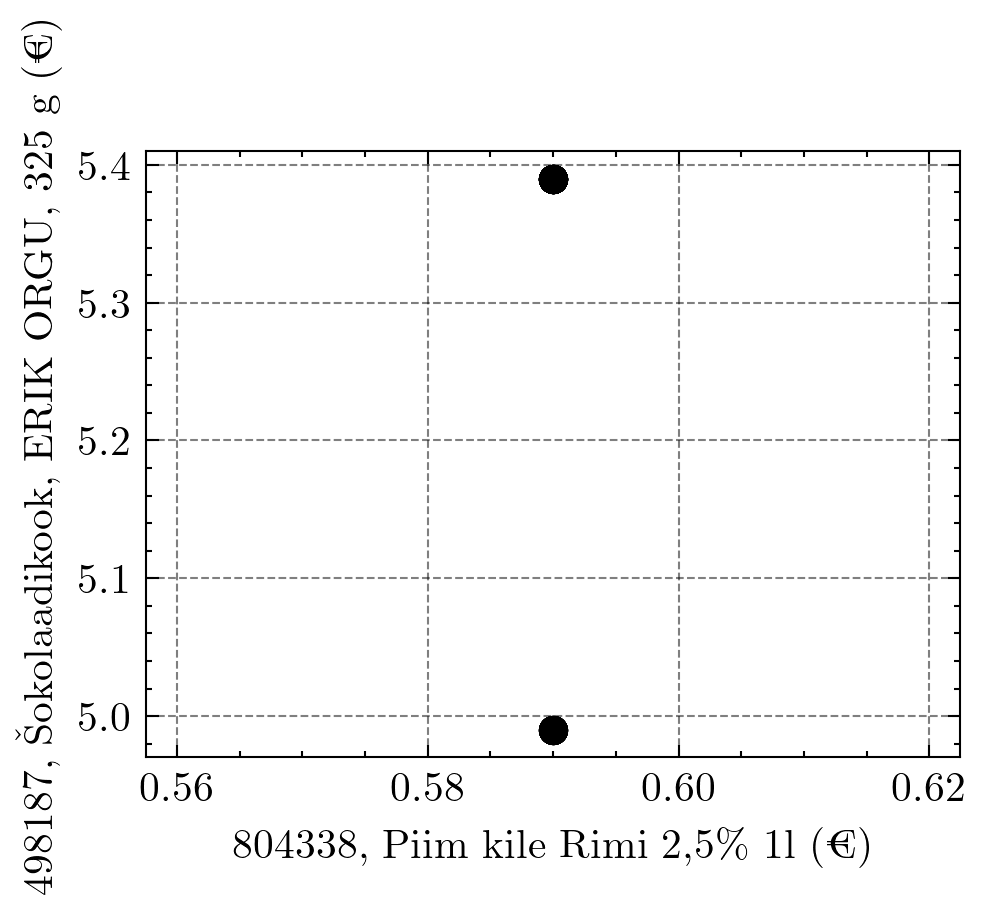 498187, Šokolaadikook, ERIK ORGU, 325 g (€)
5.4
5.3
5.2
5.1
5.0
0.56 0.58 0.60 0.62
804338, Piim kile Rimi 2,5% 1l (€)